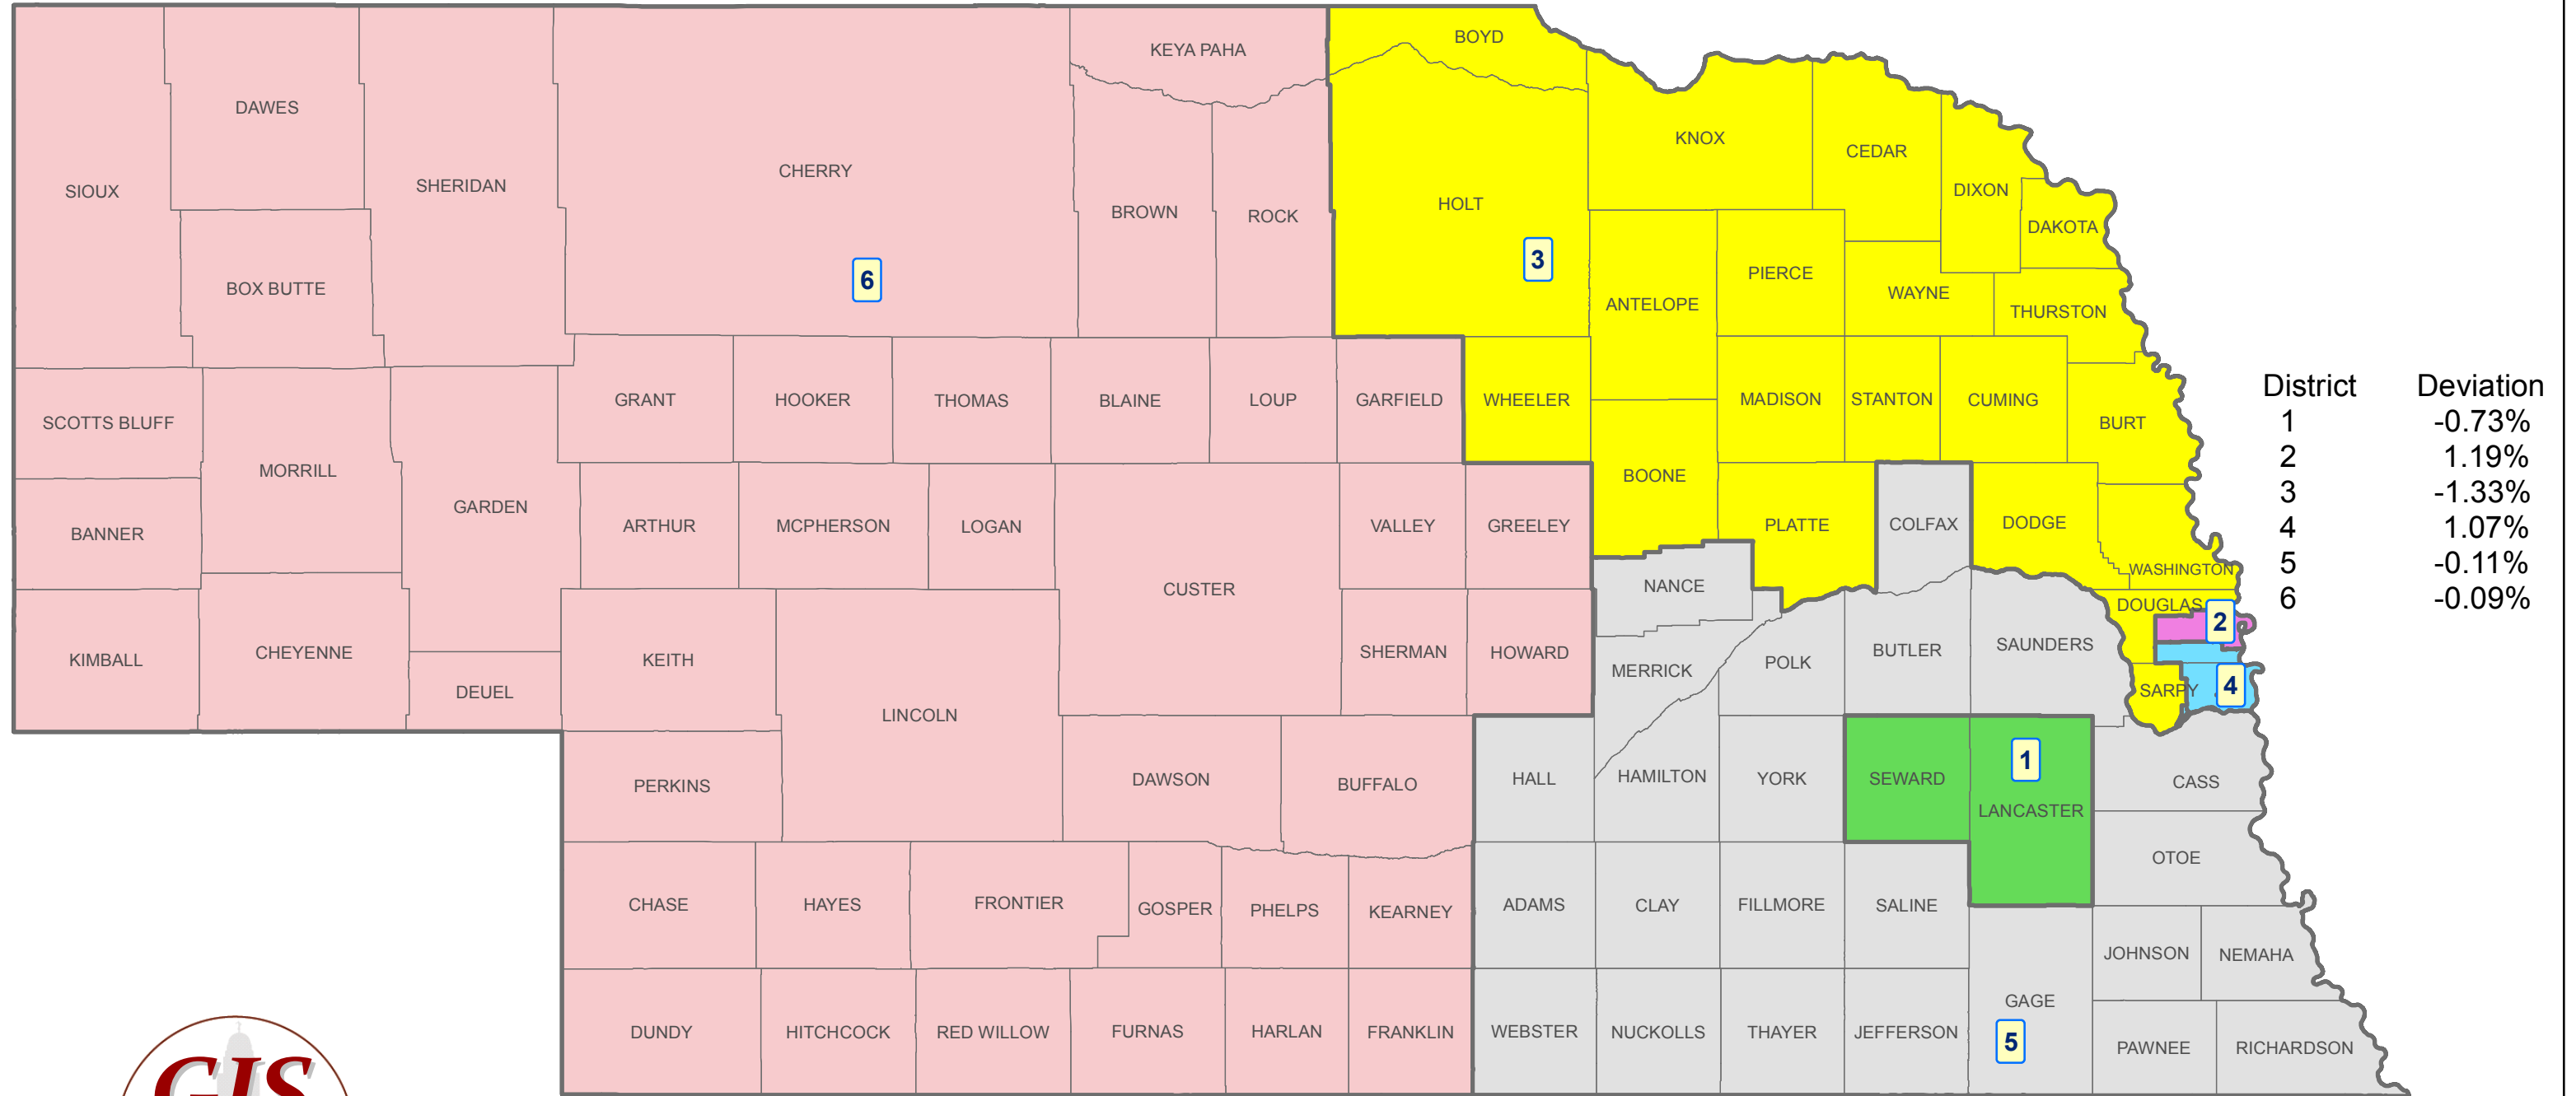 BOYD
KEYA PAHA
DAWES
KNOX
CEDAR
CHERRY
SHERIDAN
SIOUX
DIXON
HOLT
BROWN
ROCK
DAKOTA
3
PIERCE
6
BOX BUTTE
WAYNE
ANTELOPE
THURSTON
District Deviation
1 -0.73%
2 1.19%
3 -1.33%
4 1.07%
5 -0.11%
6 -0.09%
GRANT
HOOKER
THOMAS
BLAINE
LOUP
GARFIELD
WHEELER
MADISON
STANTON
CUMING
SCOTTS BLUFF
BURT
MORRILL
BOONE
GARDEN
BANNER
ARTHUR
MCPHERSON
LOGAN
VALLEY
GREELEY
PLATTE
COLFAX
DODGE
WASHINGTON
CUSTER
NANCE
DOUGLAS
2
KIMBALL
CHEYENNE
KEITH
SHERMAN
HOWARD
MERRICK
POLK
BUTLER
SAUNDERS
SARPY
4
DEUEL
LINCOLN
1
PERKINS
DAWSON
BUFFALO
HALL
HAMILTON
YORK
SEWARD
LANCASTER
CASS
OTOE
CHASE
HAYES
FRONTIER
GOSPER
PHELPS
KEARNEY
ADAMS
CLAY
FILLMORE
SALINE
JOHNSON
NEMAHA
GAGE
DUNDY
HITCHCOCK
RED WILLOW
FURNAS
HARLAN
FRANKLIN
WEBSTER
NUCKOLLS
THAYER
JEFFERSON
5
PAWNEE
RICHARDSON
GIS